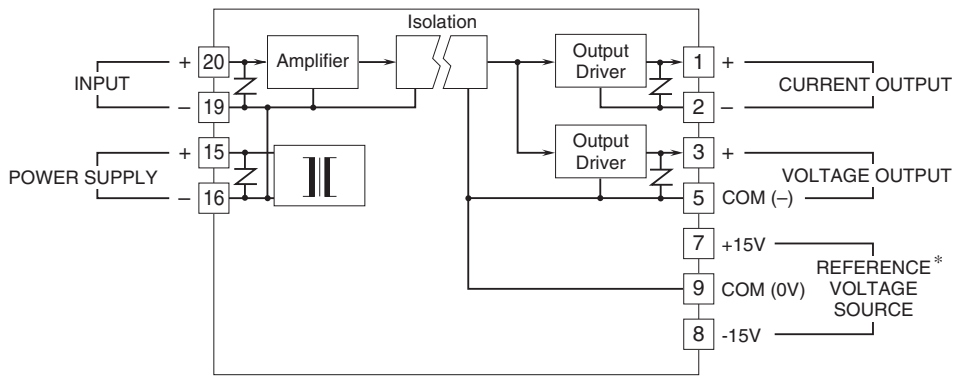 Isolation
INPUT
+ 20
– 19
Amplifier
Output
Driver
1 +
2 –
CURRENT OUTPUT
POWER SUPPLY
+ 15
– 16
Output
Driver
3 +
5 COM (–)
VOLTAGE OUTPUT
7 +15V
9 COM (0V)
8 -15V
REFERENCE*
VOLTAGE
SOURCE